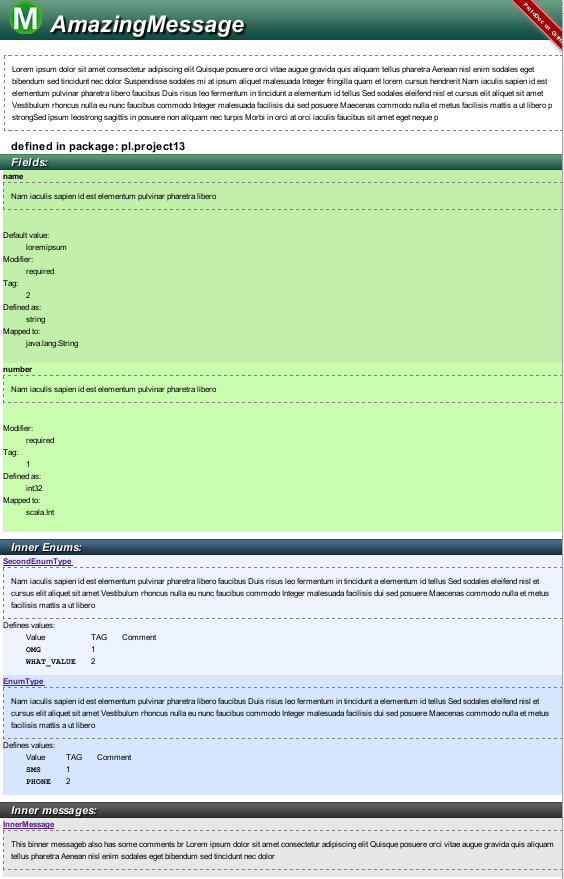 M AmazingMessage
ProtoDoc on GitH
Lorem ipsum dolor sit amet consectetur adipiscing elit Quisque posuere orci vitae augue gravida quis aliquam tellus pharetra Aenean nisl enim sodales eget
bibendum sed tincidunt nec dolor Suspendisse sodales mi at ipsum aliquet malesuada Integer fringilla quam et lorem cursus hendrerit Nam iaculis sapien id est
elementum pulvinar pharetra libero faucibus Duis risus leo fermentum in tincidunt a elementum id tellus Sed sodales eleifend nisl et cursus elit aliquet sit amet
Vestibulum rhoncus nulla eu nunc faucibus commodo Integer malesuada facilisis dui sed posuere Maecenas commodo nulla et metus facilisis mattis a ut libero p
strongSed ipsum leostrong sagittis in posuere non aliquam nec turpis Morbi in orci at orci iaculis faucibus sit amet eget neque p
defined in package: pl.project13
Fields:
name
Nam iaculis sapien id est elementum pulvinar pharetra libero
Default value:
loremipsum
Modifier:
required
Tag:
2
Defined as:
string
Mapped to:
java.lang.String
number
Nam iaculis sapien id est elementum pulvinar pharetra libero
Modifier:
required
Tag:
1
Defined as:
int32
Mapped to:
scala.Int
Inner Enums:
SecondEnumType
Nam iaculis sapien id est elementum pulvinar pharetra libero faucibus Duis risus leo fermentum in tincidunt a elementum id tellus Sed sodales eleifend nisl et
cursus elit aliquet sit amet Vestibulum rhoncus nulla eu nunc faucibus commodo Integer malesuada facilisis dui sed posuere Maecenas commodo nulla et metus
facilisis mattis a ut libero
Defines values:
Value TAG Comment
OMG 1
WHAT_VALUE 2
EnumType
Nam iaculis sapien id est elementum pulvinar pharetra libero faucibus Duis risus leo fermentum in tincidunt a elementum id tellus Sed sodales eleifend nisl et
cursus elit aliquet sit amet Vestibulum rhoncus nulla eu nunc faucibus commodo Integer malesuada facilisis dui sed posuere Maecenas commodo nulla et metus
facilisis mattis a ut libero
Defines values:
Value TAG Comment
SMS 1
PHONE 2
Inner messages:
InnerMessage
This binner messageb also has some comments br Lorem ipsum dolor sit amet consectetur adipiscing elit Quisque posuere orci vitae augue gravida quis aliquam
tellus pharetra Aenean nisl enim sodales eget bibendum sed tincidunt nec dolor